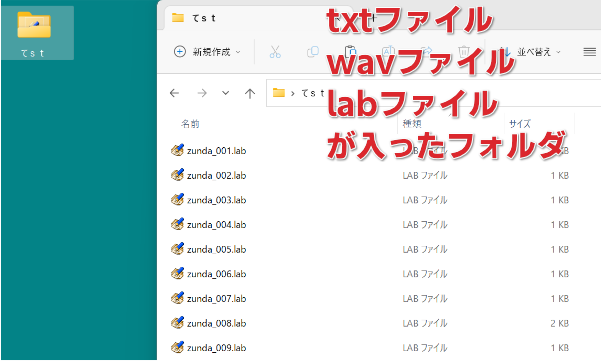 てｓｔ
てｓｔ
txtファイル
wavファイル
labファイル
が入ったフォルダ
新規作成
並べ替え
てｓｔ
名前
種類
サイズ
zunda_001.lab
LAB ファイル
KB
zunda_002.lab
LAB ファイル
1 KB
zunda_003.lab
LAB ファイル
1 KB
zunda_004.lab
LAB ファイル
1 KB
zunda_005.lab
LAB ファイル
1 KB
zunda_006.lab
LAB ファイル
1 KB
zunda_007.lab
LAB ファイル
1 KB
zunda_008.lab
LAB ファイル
2 KB
zunda_009.lab
LAB ファイル
1 KB